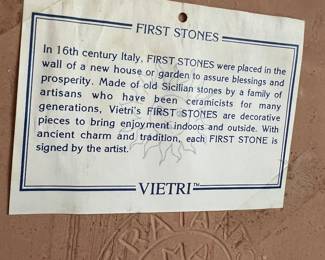 FIRST STONES
In 16th century Italy, FIRST STONES were placed in the
wall of a new house or garden to assure blessings and
prosperity. Made of old Sicilian stones by a family of
artisans who have been ceramicists for many
generations, Vietri's FIRST STONES are decorative
pieces to bring enjoyment indoors and outside. With
ancient charm and tradition, each FIRST STONE is
signed by the artist.
VIETRI™